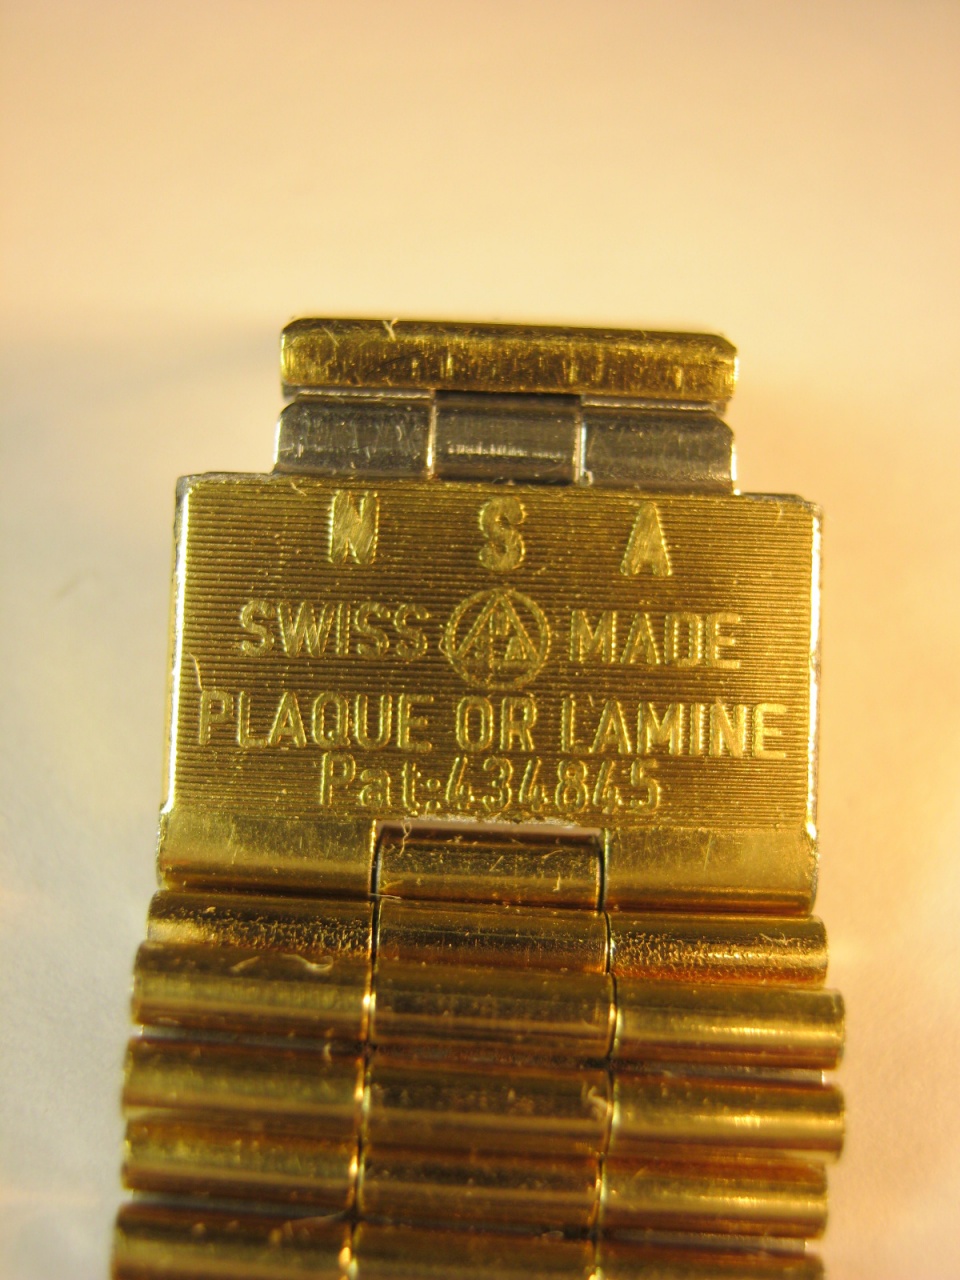 N S A
SWISS MADE
PLAQUE OR LAMINE
Pat:434845